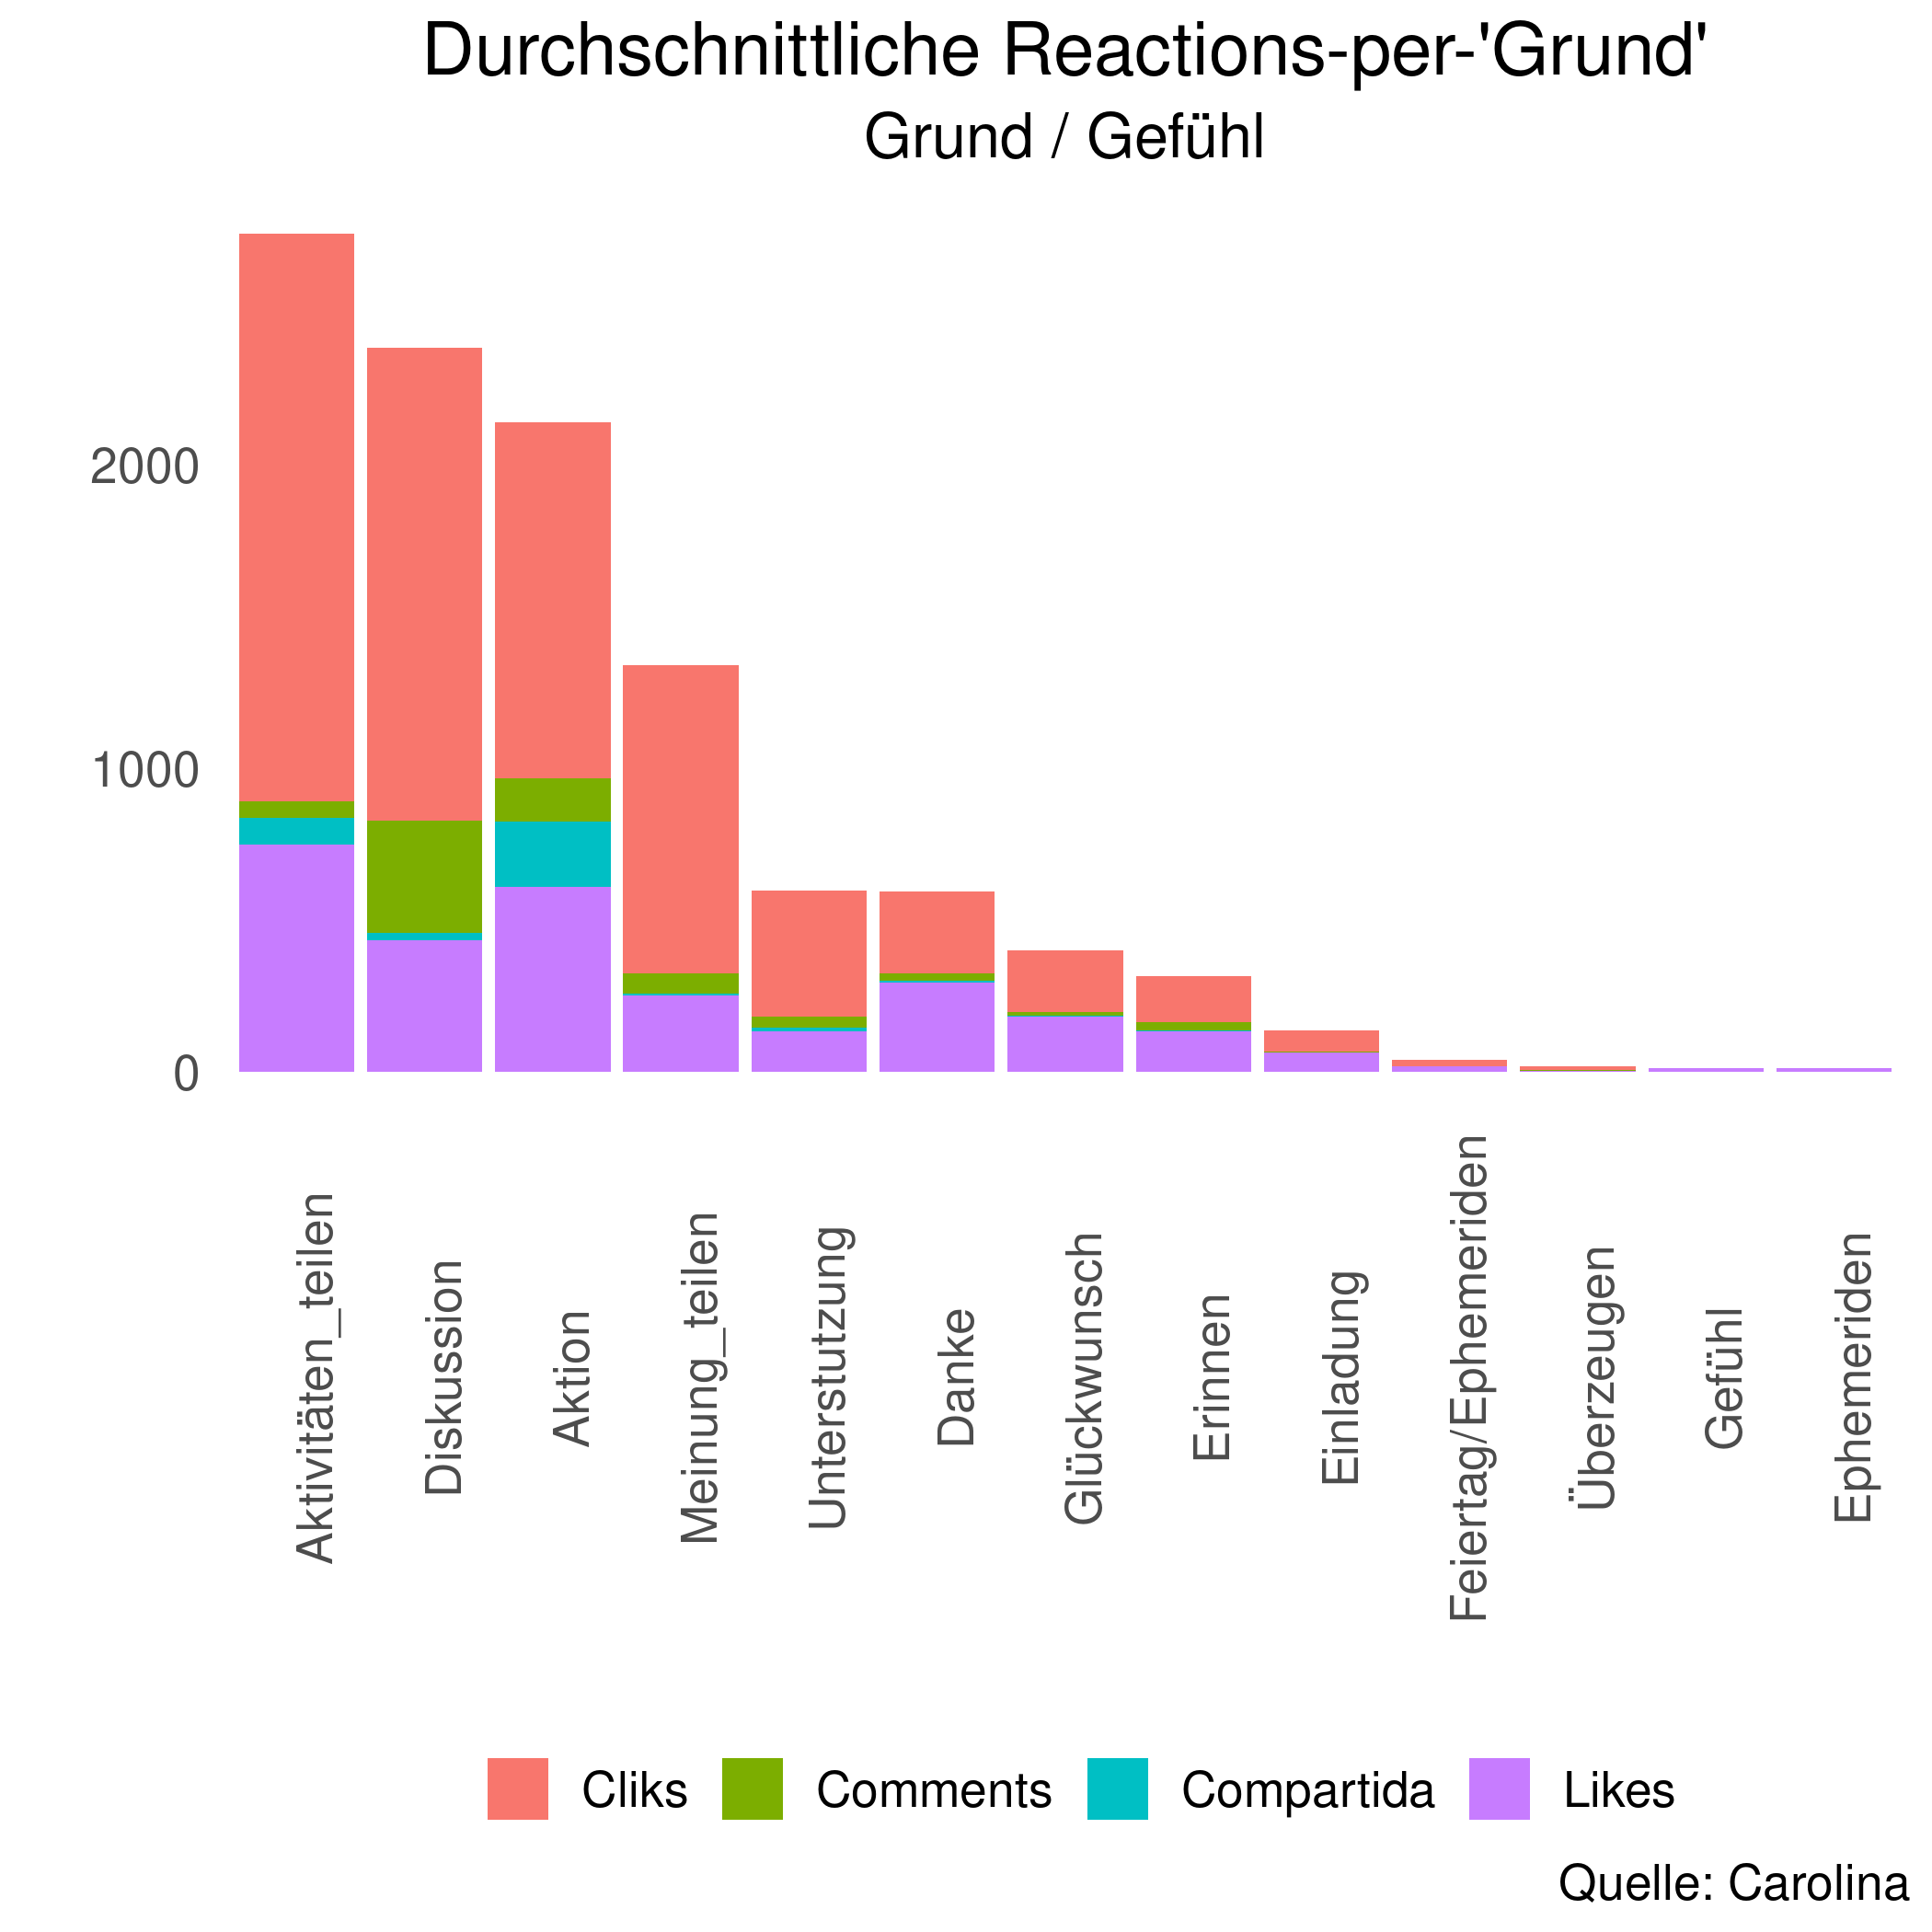 Durchschnittliche Reactions-per-'Grund'
Grund / Gefühl
2000
1000
0
Aktivitäten_teilen
Diskussion
Aktion
Meinung_teilen
Unterstutzung
Danke
Glückwunsch
Erinnen
Einladung
Feiertag/Ephemeriden
Überzeugen
Gefühl
Ephemeriden
Cliks Comments Compartida Likes
Quelle: Carolina